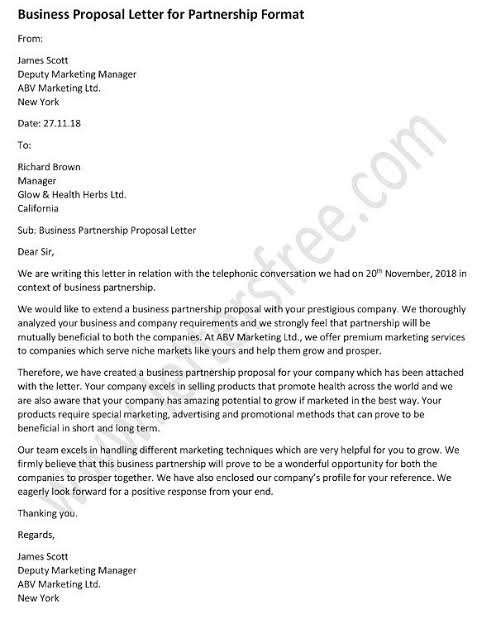 Business Proposal Letter for Partnership Format
From:
James Scott
Deputy Marketing Manager
ABV Marketing Ltd.
New York
Date: 27.11.18
To:
Richard Brown
Manager
Glow & Health Herbs Ltd.
California
Sub: Business Partnership Proposal Letter
Dear Sir,
We are writing this letter in relation with the telephonic conversation we had on 20th November, 2018 in
context of business partnership.
We would like to extend a business partnership proposal with your prestigious company. We thoroughly
analyzed your business and company requirements and we strongly feel that partnership will be
mutually beneficial to both the companies. At ABV Marketing Ltd., we offer premium marketing services
to companies which serve niche markets like yours and help them grow and prosper.
Therefore, we have created a business partnership proposal for your company which has been attached
with the letter. Your company excels in selling products that promote health across the world and we
are also aware that your company has amazing potential to grow if marketed in the best way. Your
products require special marketing, advertising and promotional methods that can prove to be
beneficial in short and long term.
Our team excels in handling different marketing techniques which are very helpful for you to grow. We
firmly believe that this business partnership will prove to be a wonderful opportunity for both the
companies to prosper together. We have also enclosed our company's profile for your reference. We
eagerly look forward for a positive response from your end.
Thanking you.
Regards,
James Scott
Deputy Marketing Manager
ABV Marketing Ltd.
New York
www.lettersfree.com